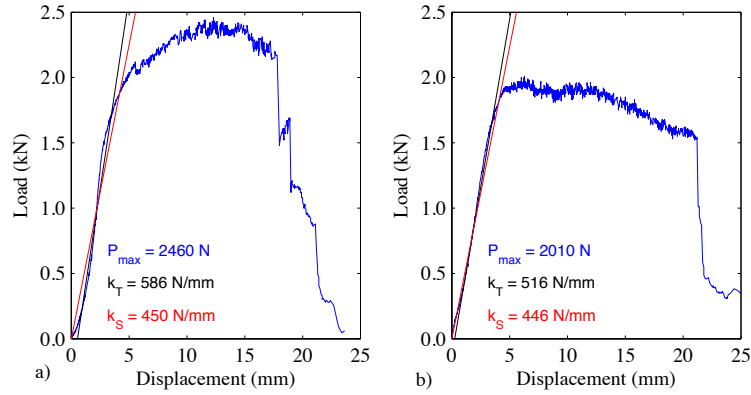 2.5
2.0
1.5
1.0
0.5
0.0
Load (kN)
P_max = 2460 N
k_T = 586 N/mm
k_S = 450 N/mm
0 5 10 15 20 25
Displacement (mm)
a)
2.5
2.0
1.5
1.0
0.5
0.0
Load (kN)
P_max = 2010 N
k_T = 516 N/mm
k_S = 446 N/mm
0 5 10 15 20 25
Displacement (mm)
b)